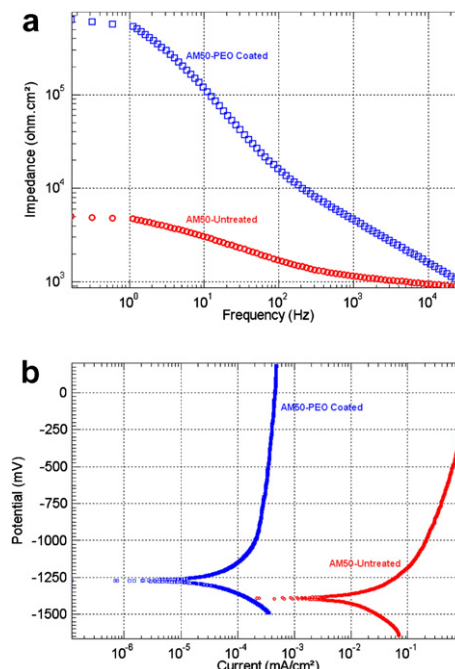 a
10⁵
10⁴
10³
Impedance (ohm.cm²)
AM50-PEO Coated
AM50-Untreated
10⁰ 10¹ 10² 10³ 10⁴
Frequency (Hz)
b
0
-250
-500
-750
-1000
-1250
-1500
Potential (mV)
AM50-PEO Coated
AM50-Untreated
10⁻⁶ 10⁻⁵ 10⁻⁴ 10⁻³ 10⁻² 10⁻¹
Current (mA/cm²)